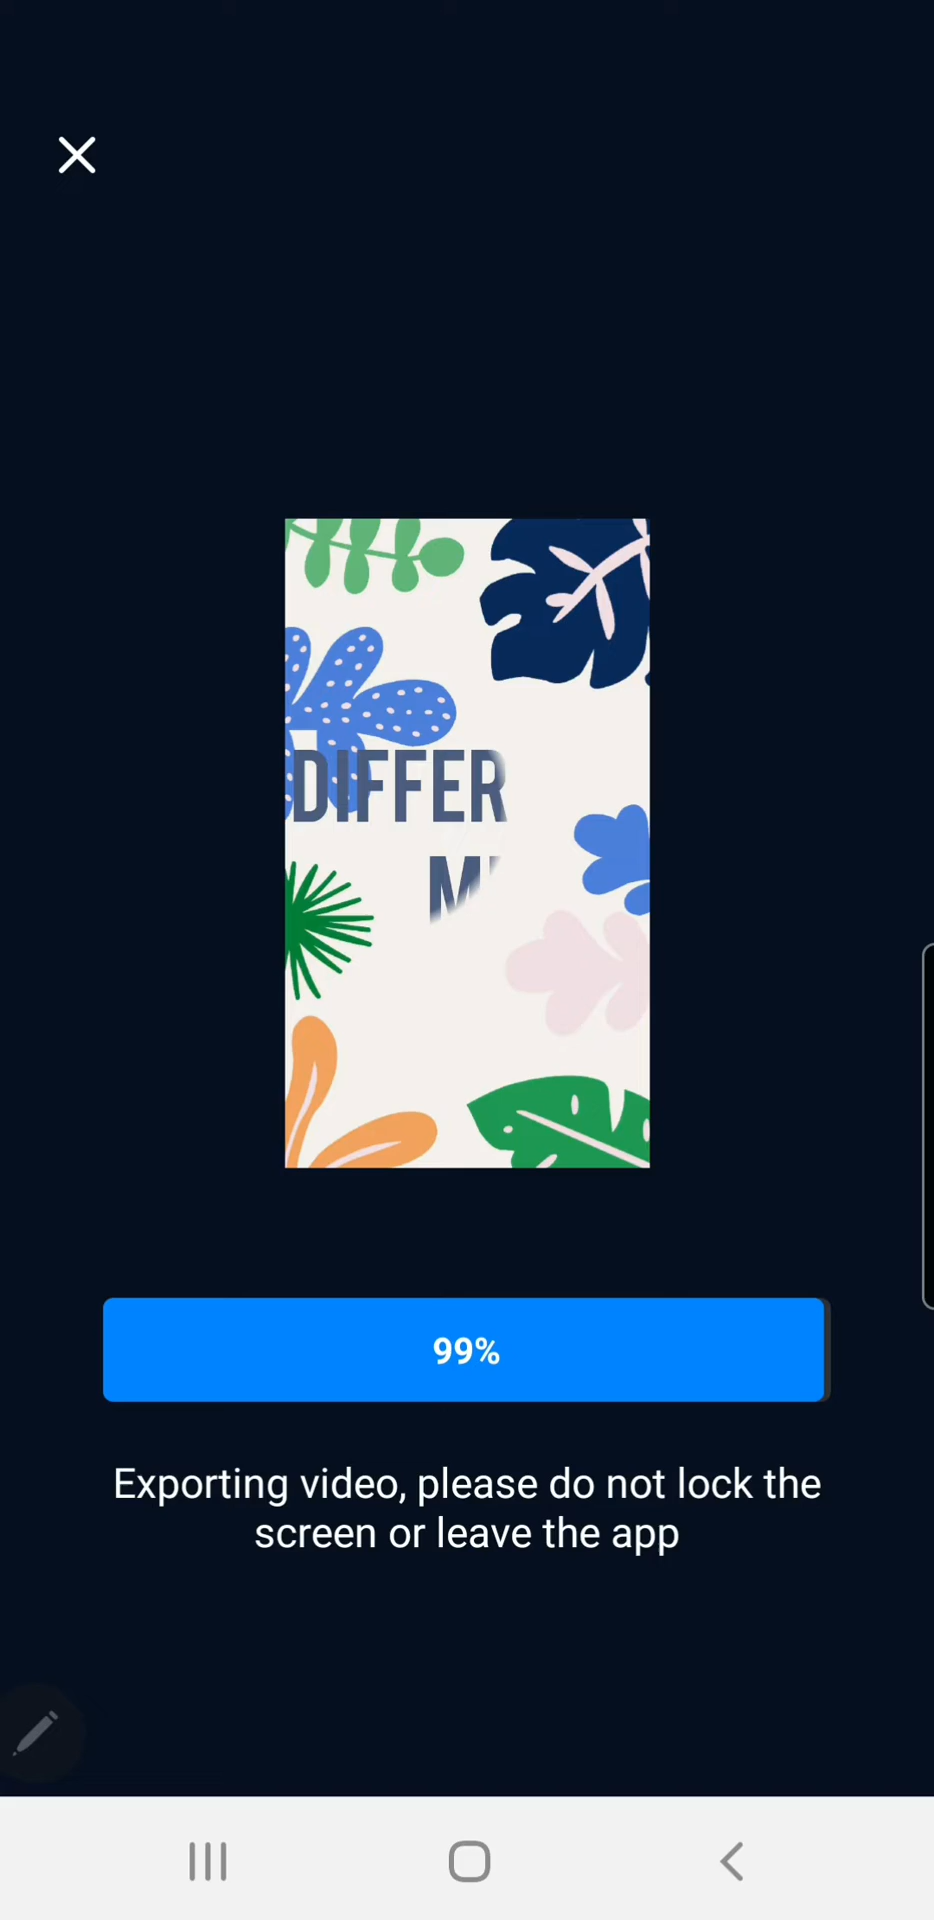 DIFFER
M
99%
Exporting video, please do not lock the
screen or leave the app